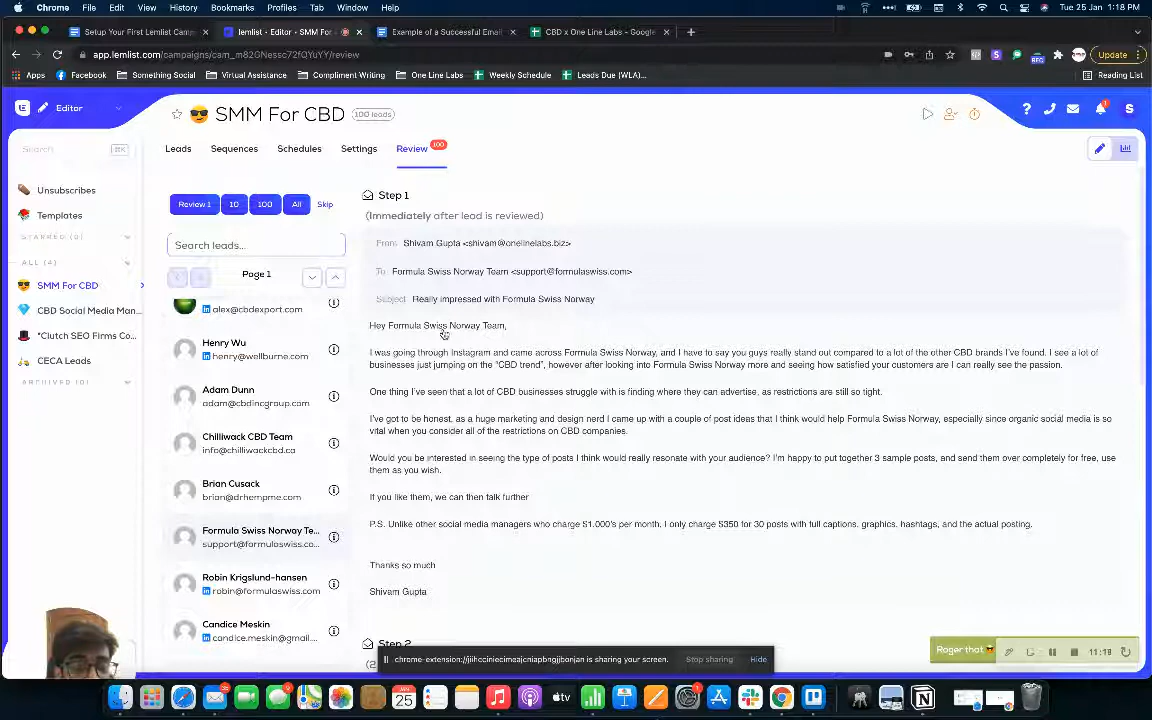 Chrome File Edit View History Bookmarks Profiles Tab Window Help Tue 25 Jan 1:18 PM
Setup Your First Lemlist Cam lemlist - SMM For Example of a Successful Email CBD x One Line Labs - Google
app.lemlist.com/campaigns/cam_m82GNessc72fQYuYY/review Update
Apps Facebook Something Social Virtual Assistance Compliment Writing One Line Labs Weekly Schedule Leads Due (WLA)... Reading List
Editor SMM For CBD 100 leads
Search ⌘K
Leads Sequences Schedules Settings Review 100
Unsubscribes
Templates
STARRED (0)
ALL (4)
SMM For CBD
CBD Social Media Man...
"Clutch SEO Firms Co...
CECA Leads
ARCHIVED (0)
Review 1 10 100 All Skip
Search leads...
Page 1
alex@cbdexport.com
Henry Wu
henry@wellburne.com
Adam Dunn
adam@cbdincgroup.com
Chilliwack CBD Team
info@chilliwackcbd.ca
Brian Cusack
brian@drhempme.com
Formula Swiss Norway Te...
support@formulaswiss.co...
Robin Krigslund-hansen
robin@formulaswiss.com
Candice Meskin
candice.meskin@gmail....
Step 1
(Immediately after lead is reviewed)
From: Shivam Gupta <shivam@onelinelabs.biz>
To: Formula Swiss Norway Team <support@formulaswiss.com>
Subject: Really impressed with Formula Swiss Norway
Hey Formula Swiss Norway Team,
I was going through Instagram and came across Formula Swiss Norway, and I have to say you guys really stand out compared to a lot of the other CBD brands I've found. I see a lot of
businesses just jumping on the "CBD trend", however after looking into Formula Swiss Norway more and seeing how satisfied your customers are I can really see the passion.
One thing I've seen that a lot of CBD businesses struggle with is finding where they can advertise, as restrictions are still so tight.
I've got to be honest, as a huge marketing and design nerd I came up with a couple of post ideas that I think would help Formula Swiss Norway, especially since organic social media is so
vital when you consider all of the restrictions on CBD companies.
Would you be interested in seeing the type of posts I think would really resonate with your audience? I'm happy to put together 3 sample posts, and send them over completely for free, use
them as you wish.
If you like them, we can then talk further
P.S. Unlike other social media managers who charge $1,000's per month, I only charge $350 for 30 posts with full captions, graphics, hashtags, and the actual posting.
Thanks so much
Shivam Gupta
Step 2
(2
chrome-extension://jiihcciniecimeajcniapbngjjbonjan is sharing your screen. Stop sharing Hide
Roger that
11:19
JAN
25
tv